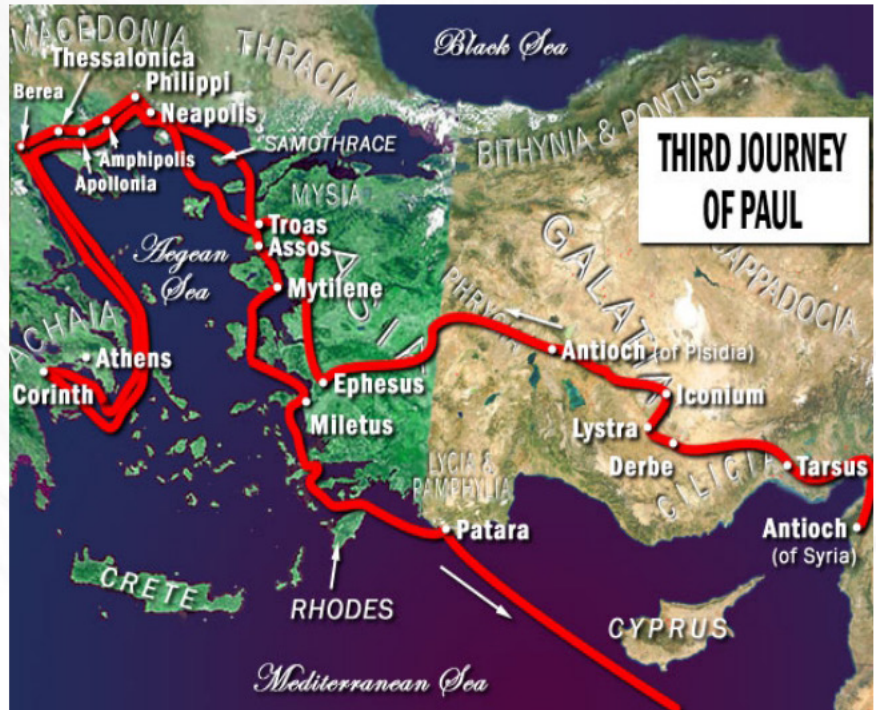 MACEDONIA
THRACIA
Black Sea
Thessalonica
Philippi
Berea
Neapolis
SAMOTHRACE
Amphipolis
Apollonia
BITHYNIA & PONTUS
THIRD JOURNEY
OF PAUL
MYSIA
Troas
Assos
Aegean
Sea
ASIA
Mytilene
GALATIA
CAPPADOCIA
PHRYGIA
ACHAIA
Athens
Corinth
Ephesus
Miletus
Antioch (of Pisidia)
Iconium
Lystra
Derbe
LYCIA &
PAMPHYLIA
CILICIA
Tarsus
Patara
Antioch
(of Syria)
CRETE
RHODES
CYPRUS
Mediterranean Sea